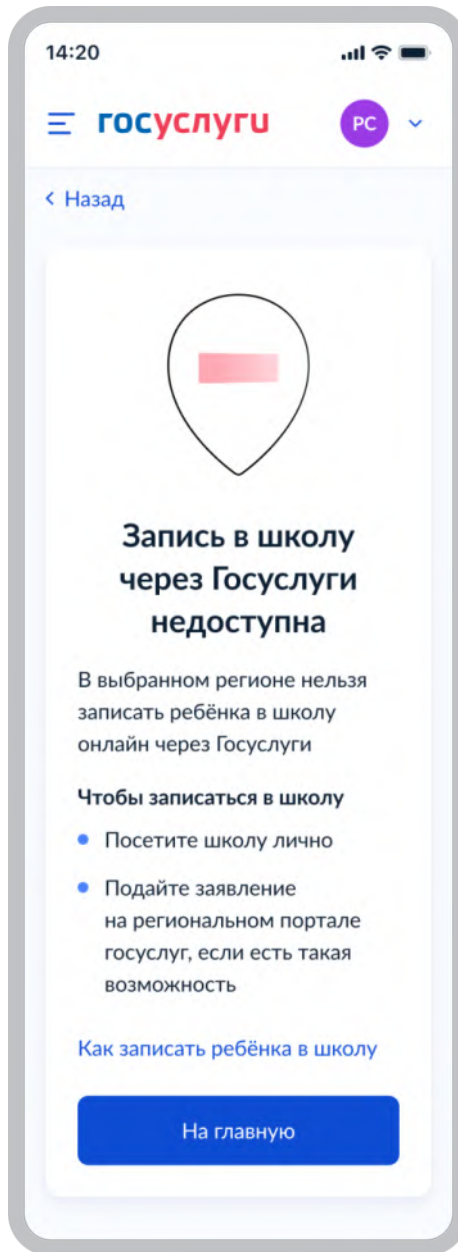 14:20
госуслуги
РС
Назад
Запись в школу
через Госуслуги
недоступна
В выбранном регионе нельзя
записать ребёнка в школу
онлайн через Госуслуги
Чтобы записаться в школу
Посетите школу лично
Подайте заявление
на региональном портале
госуслуг, если есть такая
возможность
Как записать ребёнка в школу
На главную